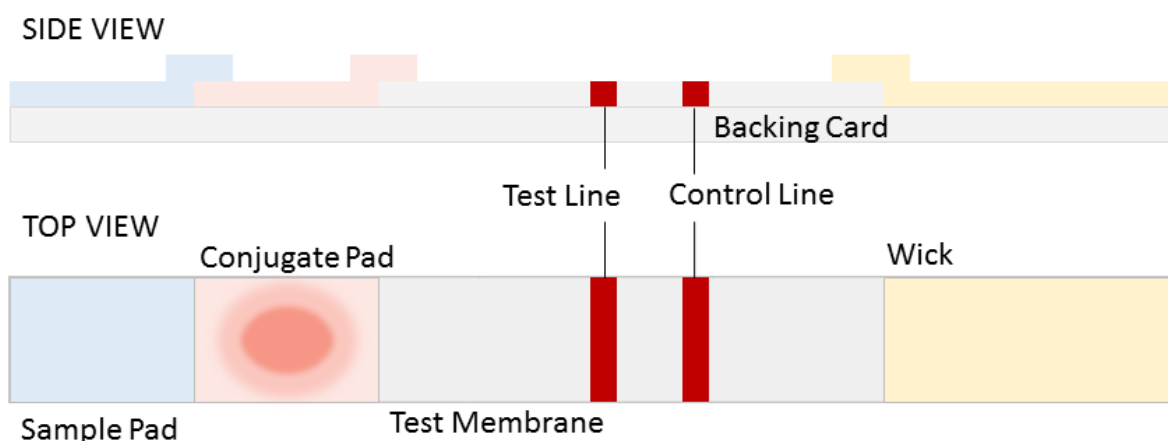 SIDE VIEW
Backing Card
Test Line
Control Line
TOP VIEW
Conjugate Pad
Wick
Sample Pad
Test Membrane